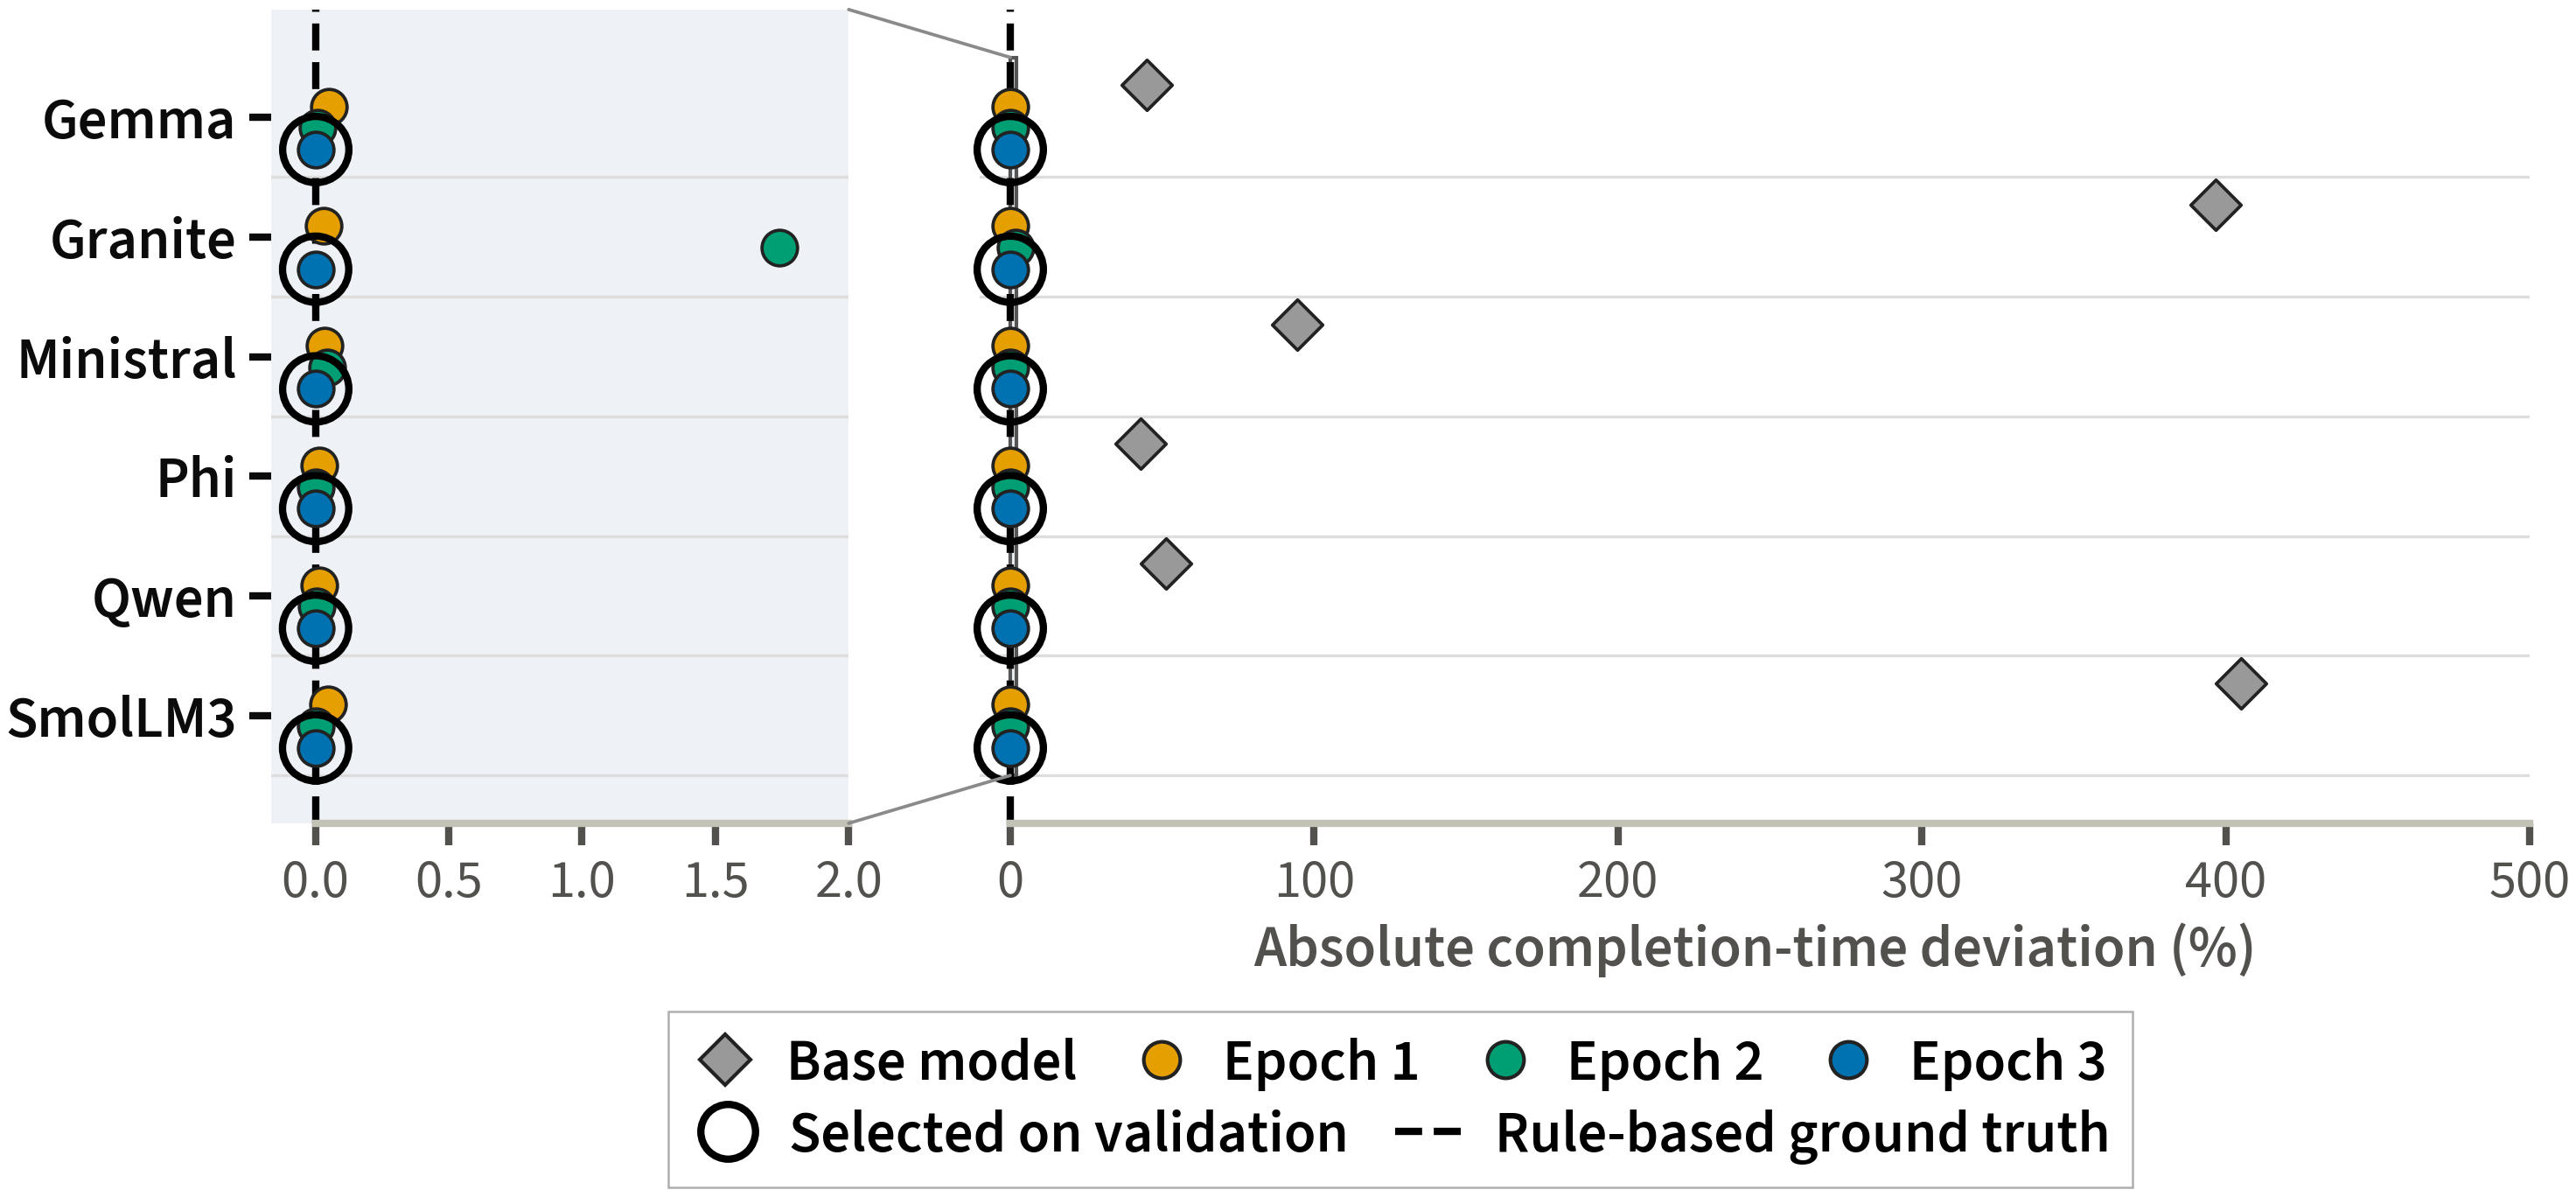 Gemma
Granite
Ministral
Phi
Qwen
SmolLM3
0.0 0.5 1.0 1.5 2.0 0 100 200 300 400 500
Absolute completion-time deviation (%)
Base model Epoch 1 Epoch 2 Epoch 3
Selected on validation Rule-based ground truth